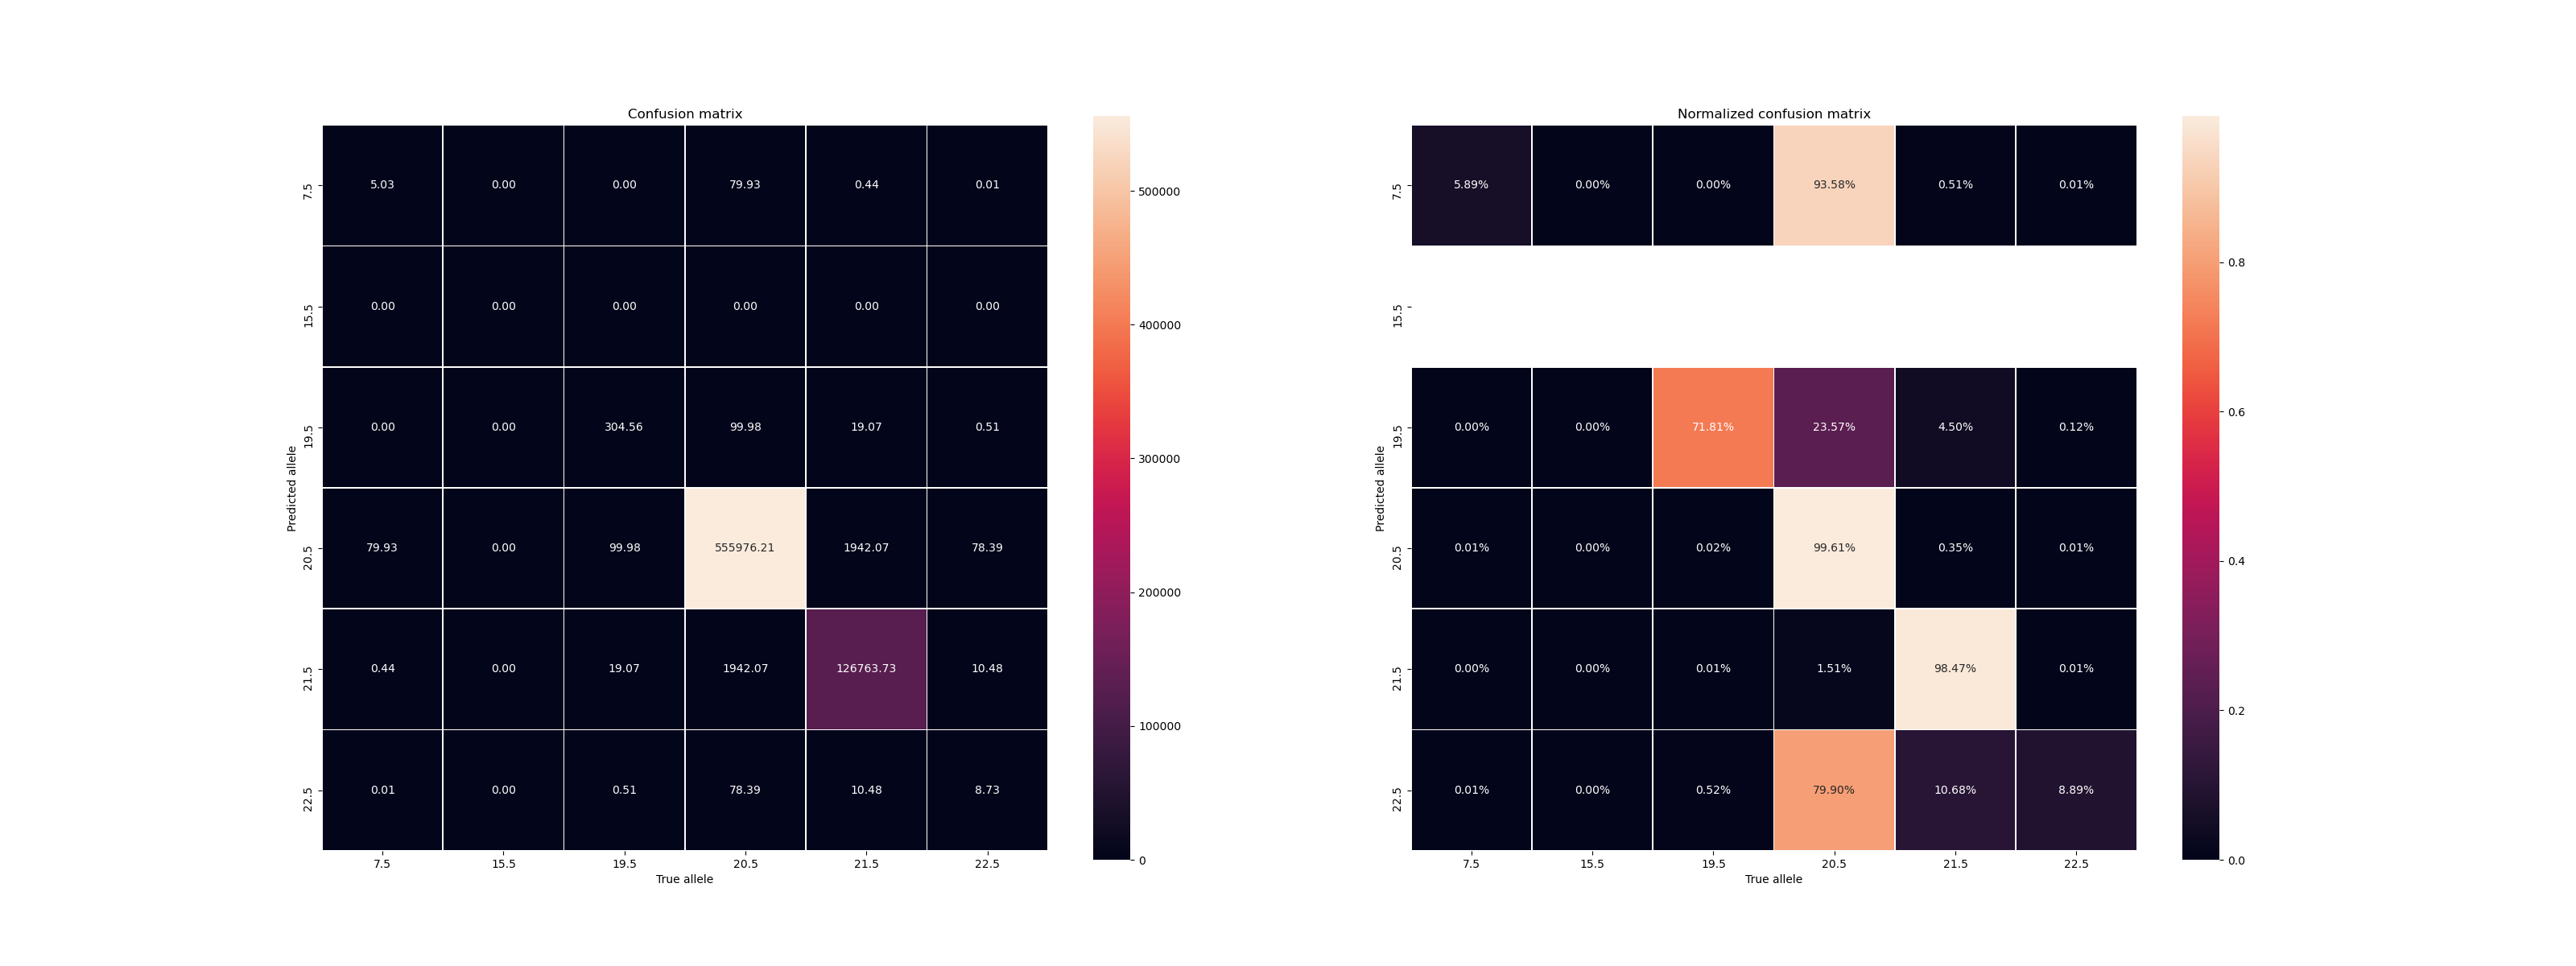 Confusion matrix
7.5 5.03 0.00 0.00 79.93 0.44 0.01
15.5 0.00 0.00 0.00 0.00 0.00 0.00
19.5 0.00 0.00 304.56 99.98 19.07 0.51
20.5 79.93 0.00 99.98 555976.21 1942.07 78.39
21.5 0.44 0.00 19.07 1942.07 126763.73 10.48
22.5 0.01 0.00 0.51 78.39 10.48 8.73
7.5 15.5 19.5 20.5 21.5 22.5
True allele
Predicted allele
500000
400000
300000
200000
100000
0
Normalized confusion matrix
7.5 5.89% 0.00% 0.00% 93.58% 0.51% 0.01%
15.5
19.5 0.00% 0.00% 71.81% 23.57% 4.50% 0.12%
20.5 0.01% 0.00% 0.02% 99.61% 0.35% 0.01%
21.5 0.00% 0.00% 0.01% 1.51% 98.47% 0.01%
22.5 0.01% 0.00% 0.52% 79.90% 10.68% 8.89%
7.5 15.5 19.5 20.5 21.5 22.5
True allele
Predicted allele
0.8
0.6
0.4
0.2
0.0